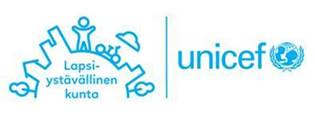 Lapsi-
ystävällinen
kunta
unicef